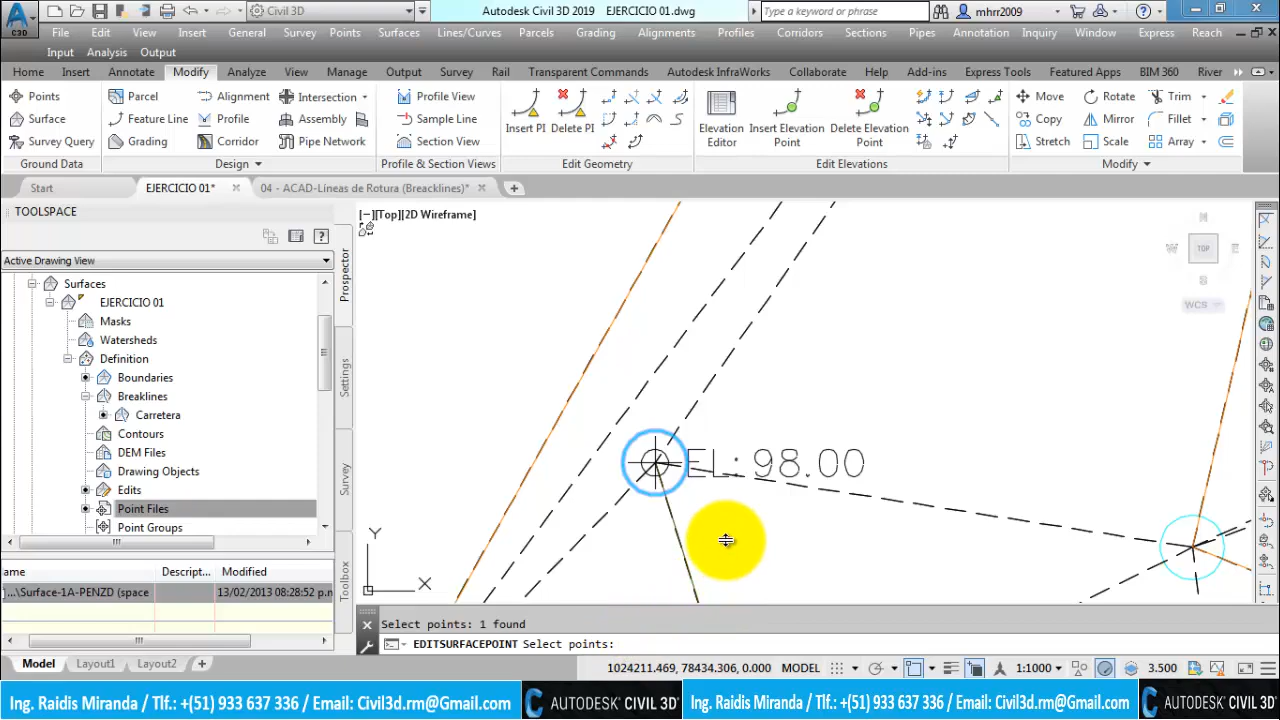 Civil 3D
Autodesk Civil 3D 2019 EJERCICIO 01.dwg
Type a keyword or phrase
mhrr2009
C3D
File Edit View Insert General Survey Points Surfaces Lines/Curves Parcels Grading Alignments Profiles Corridors Sections Pipes Annotation Inquiry Window Express Reach
Input Analysis Output
Home Insert Annotate Modify Analyze View Manage Output Survey Rail Transparent Commands Autodesk InfraWorks Collaborate Help Add-ins Express Tools Featured Apps BIM 360 River
Points Parcel Alignment Intersection Profile View Move Rotate Trim
Surface Feature Line Profile Assembly Sample Line Insert PI Delete PI Elevation Editor Insert Elevation Point Delete Elevation Point Copy Mirror Fillet
Survey Query Grading Corridor Pipe Network Section View Stretch Scale Array
Ground Data Design Profile & Section Views Edit Geometry Edit Elevations Modify
Start EJERCICIO 01* 04 - ACAD-Líneas de Rotura (Breacklines)*
TOOLSPACE
[−][Top][2D Wireframe]
Active Drawing View
Surfaces
EJERCICIO 01
Masks
Watersheds
Definition
Boundaries
Breaklines
Carretera
Contours
DEM Files
Drawing Objects
Edits
Point Files
Point Groups
Prospector
Settings
Survey
Toolbox
TOP
WCS
EL: 98.00
Y
X
ame Descript... Modified
...\Surface-1A-PENZD (space 13/02/2013 08:28:52 p.n
Select points: 1 found
EDITSURFACEPOINT Select points:
Model Layout1 Layout2
1024211.469, 78434.306, 0.000 MODEL 1:1000 3.500
Ing. Raidis Miranda / Tlf.: +(51) 933 637 336 / Email: Civil3d.rm@Gmail.com AUTODESK® CIVIL 3D® Ing. Raidis Miranda / Tlf.: +(51) 933 637 336 / Email: Civil3d.rm@Gmail.com AUTODESK® CIVIL 3D